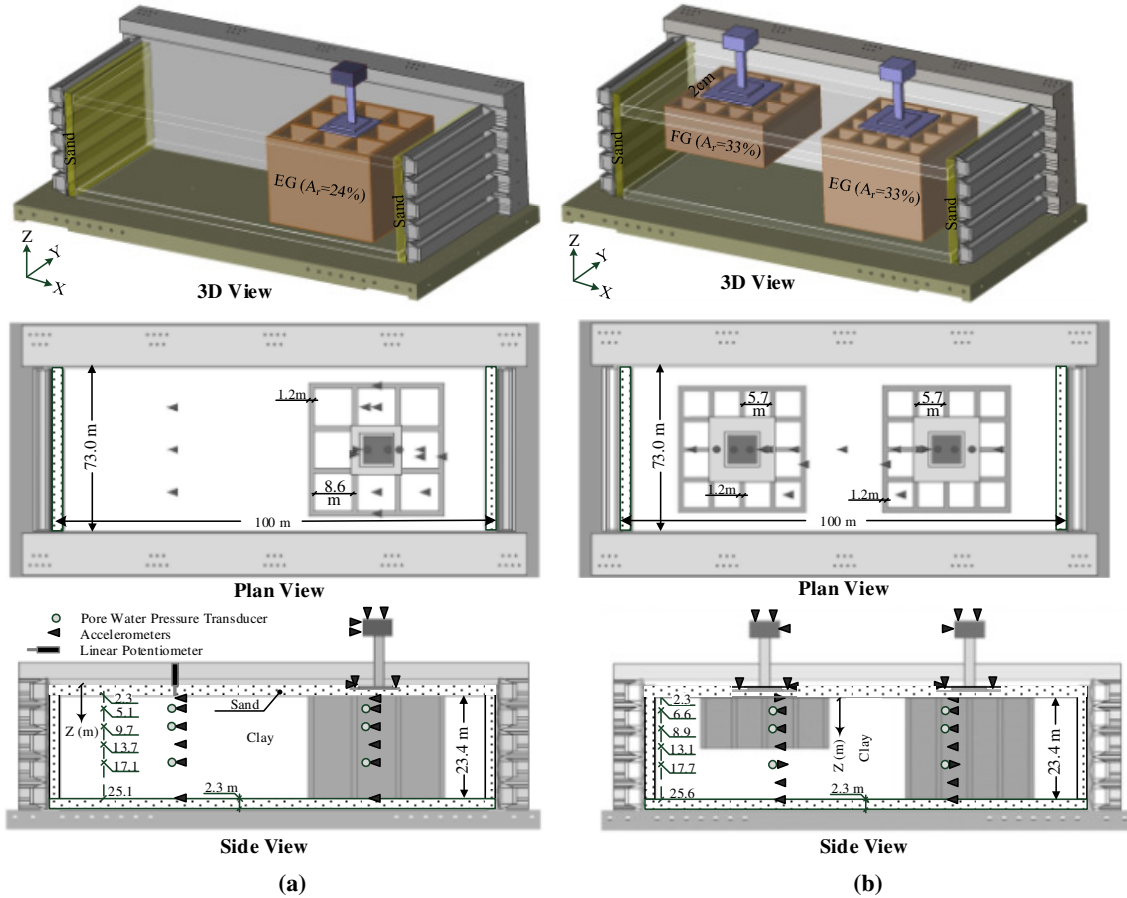 Sand
EG (Aᵣ=24%)
Sand
Z
Y
X
3D View
Sand
2cm
FG (Aᵣ=33%)
EG (Aᵣ=33%)
Sand
Z
Y
X
3D View
73.0 m
1.2m
8.6
m
100 m
Plan View
73.0 m
5.7
m
5.7
m
1.2m
1.2m
100 m
Plan View
Pore Water Pressure Transducer
Accelerometers
Linear Potentiometer
Z (m)
2.3
5.1
9.7
13.7
17.1
25.1
Sand
Clay
2.3 m
23.4 m
Side View
2.3
6.6
8.9
13.1
17.7
25.6
Z (m)
Clay
2.3 m
23.4 m
Side View
(a)
(b)